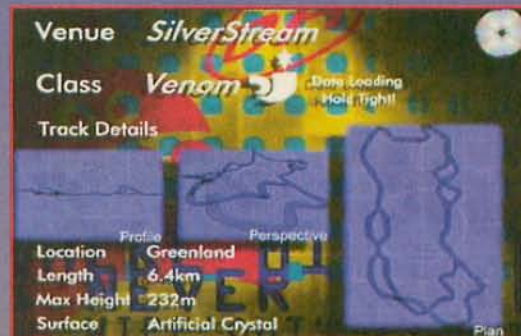 Venue SilverStream
Class Venom
Data Loading
Hold Tight!
Track Details
Profile
Perspective
Plan
Location Greenland
Length 6.4km
Max Height 232m
Surface Artificial Crystal